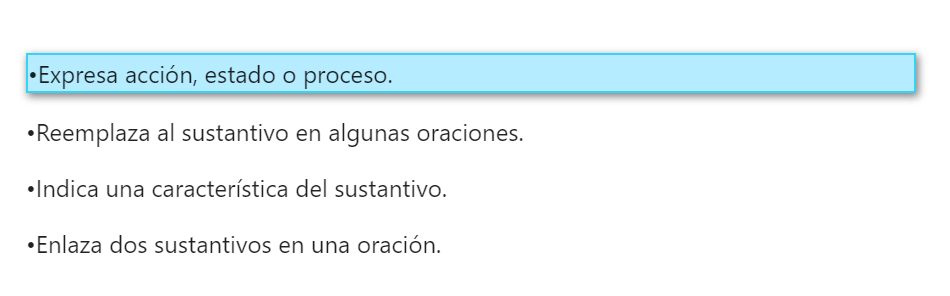 •Expresa acción, estado o proceso.
•Reemplaza al sustantivo en algunas oraciones.
•Indica una característica del sustantivo.
•Enlaza dos sustantivos en una oración.